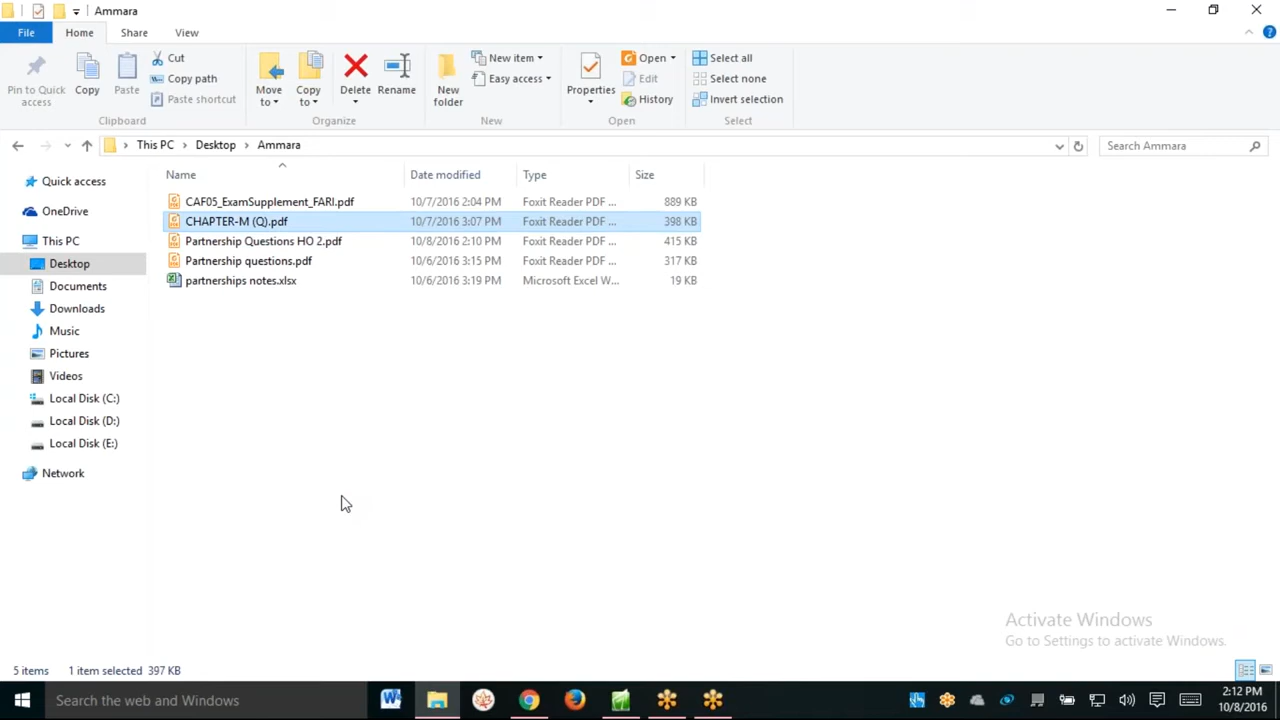 Ammara
File Home Share View
Pin to Quick access
Copy
Paste
Cut
Copy path
Paste shortcut
Clipboard
Move to
Copy to
Delete
Rename
Organize
New folder
New item
Easy access
New
Properties
Open
Edit
History
Open
Select all
Select none
Invert selection
Select
This PC > Desktop > Ammara
Search Ammara
Quick access
OneDrive
This PC
Desktop
Documents
Downloads
Music
Pictures
Videos
Local Disk (C:)
Local Disk (D:)
Local Disk (E:)
Network
Name Date modified Type Size
CAF05_ExamSupplement_FARI.pdf 10/7/2016 2:04 PM Foxit Reader PDF ... 889 KB
CHAPTER-M (Q).pdf 10/7/2016 3:07 PM Foxit Reader PDF ... 398 KB
Partnership Questions HO 2.pdf 10/8/2016 2:10 PM Foxit Reader PDF ... 415 KB
Partnership questions.pdf 10/6/2016 3:15 PM Foxit Reader PDF ... 317 KB
partnerships notes.xlsx 10/6/2016 3:19 PM Microsoft Excel W... 19 KB
Activate Windows
Go to Settings to activate Windows.
5 items 1 item selected 397 KB
Search the web and Windows
2:12 PM
10/8/2016